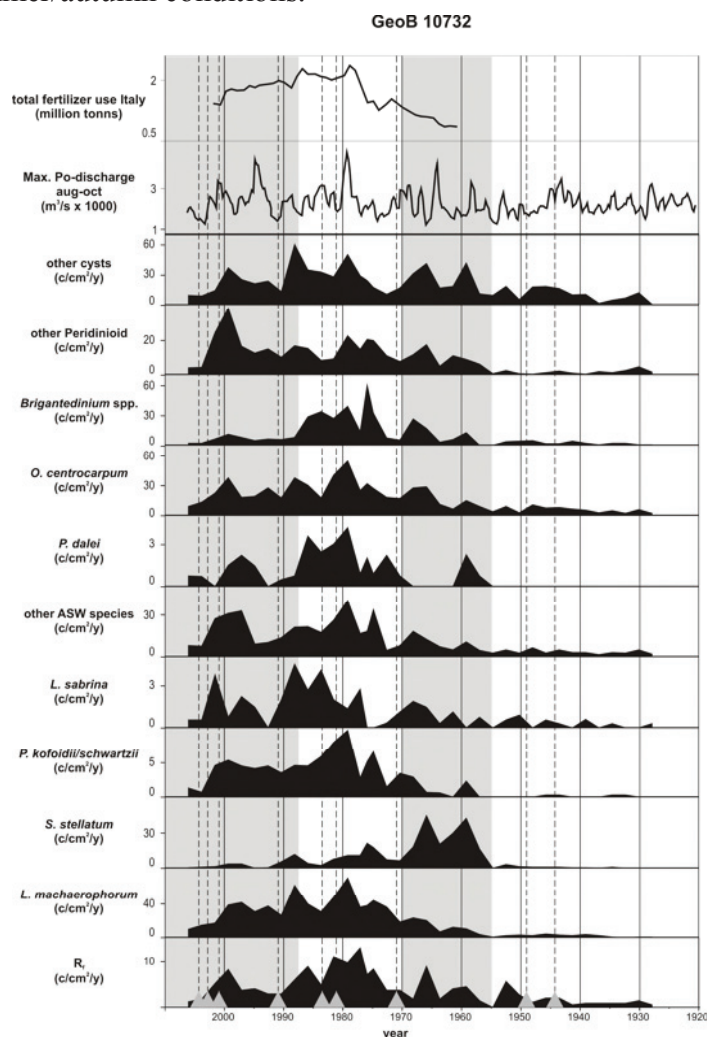 GeoB 10732
total fertilizer use Italy
(million tonns)
2
0.5
Max. Po-discharge
aug-oct
(m³/s x 1000)
3
1
other cysts
(c/cm²/y)
60
30
0
other Peridinioid
(c/cm²/y)
20
0
Brigantedinium spp.
(c/cm²/y)
60
30
0
O. centrocarpum
(c/cm²/y)
60
30
0
P. dalei
(c/cm²/y)
3
0
other ASW species
(c/cm²/y)
30
0
L. sabrina
(c/cm²/y)
3
0
P. kofoidii/schwartzii
(c/cm²/y)
5
0
S. stellatum
(c/cm²/y)
30
0
L. machaerophorum
(c/cm²/y)
40
0
Rᵣ
(c/cm²/y)
10
2000 1990 1980 1970 1960 1950 1940 1930 1920
year